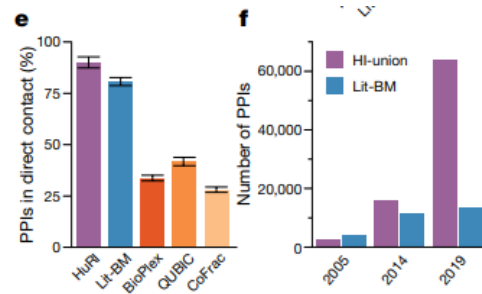 e
PPIs in direct contact (%)
100
75
50
25
0
HuRI
Lit-BM
BioPlex
QUBIC
CoFrac
f
Number of PPIs
60,000
40,000
20,000
0
HI-union
Lit-BM
2005
2014
2019